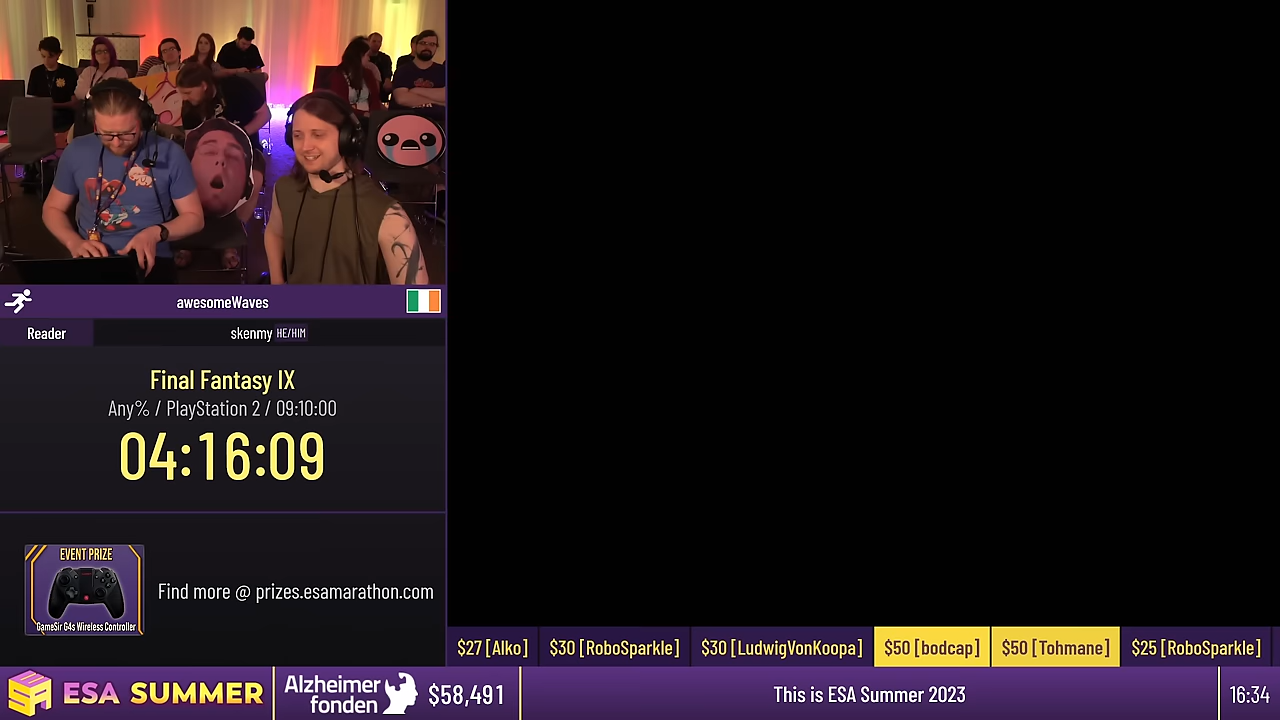 awesomeWaves
Reader
skenmy HE/HIM
Final Fantasy IX
Any% / PlayStation 2 / 09:10:00
04:16:09
EVENT PRIZE
GameSir G4s Wireless Controller
Find more @ prizes.esamarathon.com
$27 [Alko]
$30 [RoboSparkle]
$30 [LudwigVonKoopa]
$50 [bodcap]
$50 [Tohmane]
$25 [RoboSparkle]
ESA SUMMER
Alzheimer
fonden
$58,491
This is ESA Summer 2023
16:34